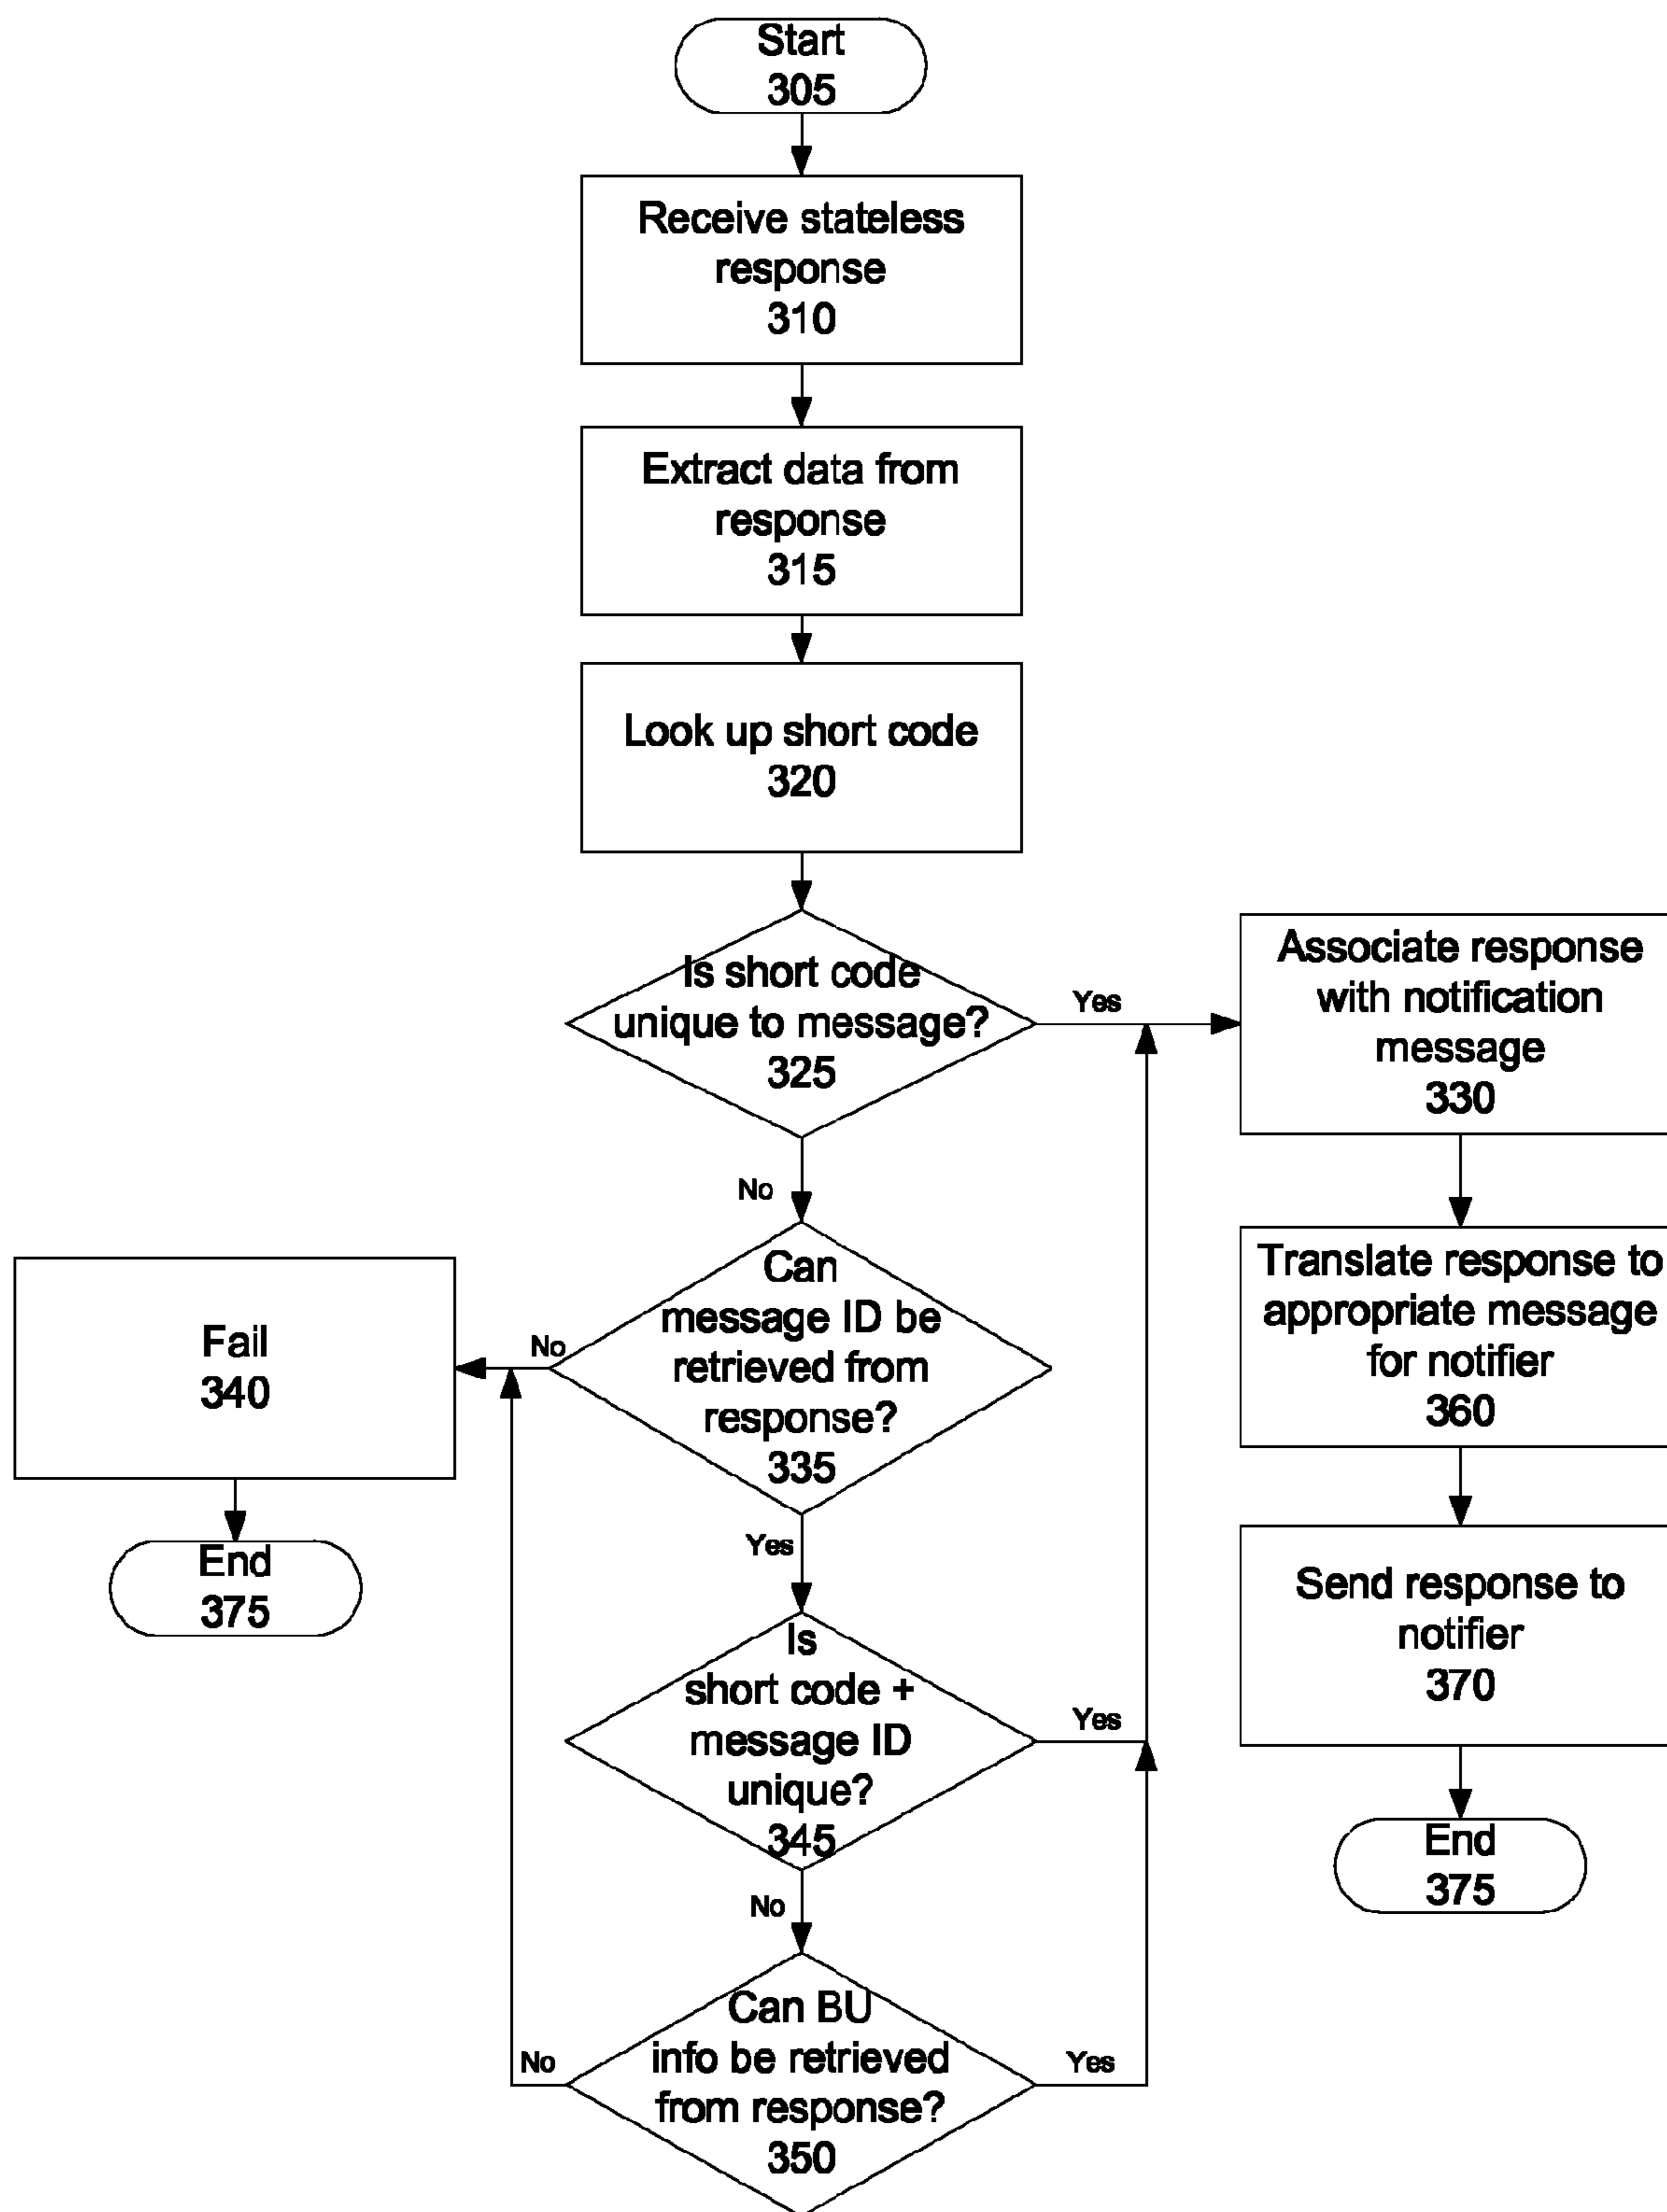 Start
305
Receive stateless
response
310
Extract data from
response
315
Look up short code
320
Is short code
unique to message?
325
Yes
No
Associate response
with notification
message
330
Can
message ID be
retrieved from
response?
335
No
Yes
Fail
340
End
375
Translate response to
appropriate message
for notifier
360
Is
short code +
message ID
unique?
345
Yes
No
Send response to
notifier
370
End
375
Can BU
info be retrieved
from response?
350
No
Yes